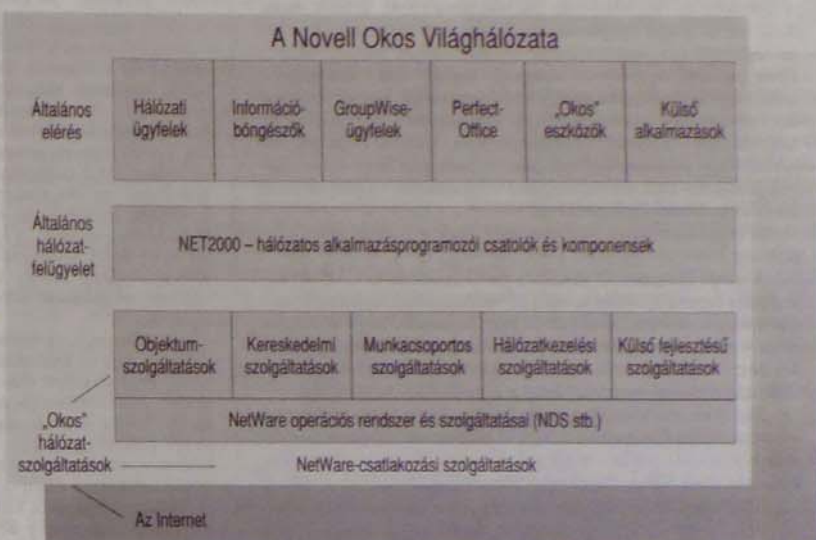 A Novell Okos Világhálózata
Általános
elérés
Hálózati
ügyfelek
Információ-
böngészők
GroupWise-
ügyfelek
Perfect-
Office
„Okos”
eszközök
Külső
alkalmazások
Általános
hálózat-
felügyelet
NET2000 – hálózatos alkalmazásprogramozói csatolók és komponensek
Objektum-
szolgáltatások
Kereskedelmi
szolgáltatások
Munkacsoportos
szolgáltatások
Hálózatkezelési
szolgáltatások
Külső fejlesztésű
szolgáltatások
NetWare operációs rendszer és szolgáltatásai (NDS stb.)
„Okos”
hálózat-
szolgáltatások
NetWare-csatlakozási szolgáltatások
Az Internet